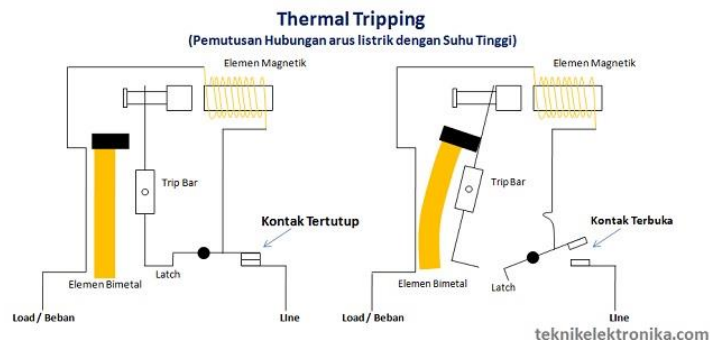 Thermal Tripping
(Pemutusan Hubungan arus listrik dengan Suhu Tinggi)
Elemen Magnetik
Trip Bar
Kontak Tertutup
Latch
Elemen Bimetal
Load / Beban
LIne
Elemen Magnetik
Trip Bar
Kontak Terbuka
Elemen Bimetal
Latch
Load / Beban
LIne
teknikelektronika.com